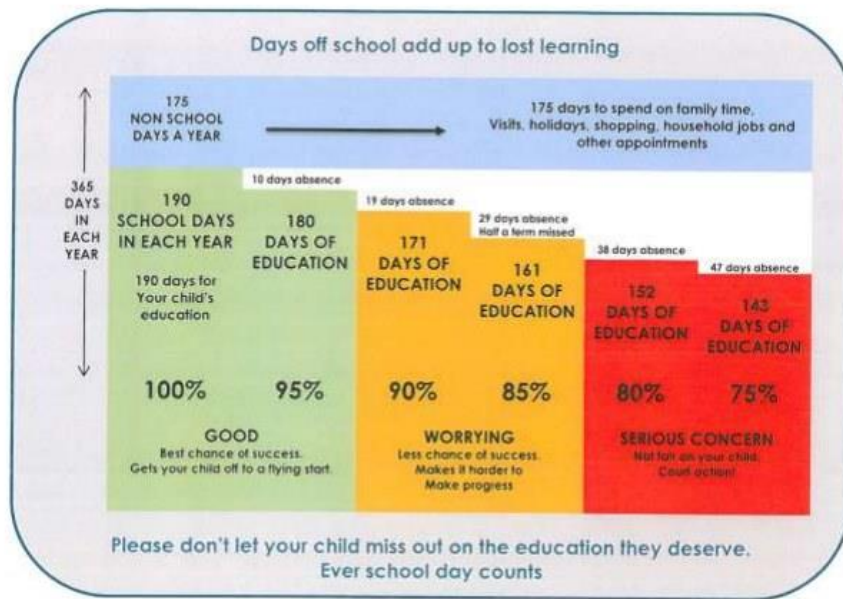 Days off school add up to lost learning
175
NON SCHOOL
DAYS A YEAR
175 days to spend on family time,
Visits, holidays, shopping, household jobs and
other appointments
365
DAYS
IN
EACH
YEAR
190
SCHOOL DAYS
IN EACH YEAR
190 days for
Your child's
education
100%
10 days absence
180
DAYS OF
EDUCATION
95%
GOOD
Best chance of success.
Gets your child off to a flying start.
19 days absence
171
DAYS OF
EDUCATION
90%
29 days absence
Half a term missed
161
DAYS OF
EDUCATION
85%
WORRYING
Less chance of success.
Makes it harder to
Make progress
38 days absence
152
DAYS OF
EDUCATION
80%
47 days absence
143
DAYS OF
EDUCATION
75%
SERIOUS CONCERN
Not fair on your child.
Court action!
Please don't let your child miss out on the education they deserve.
Ever school day counts